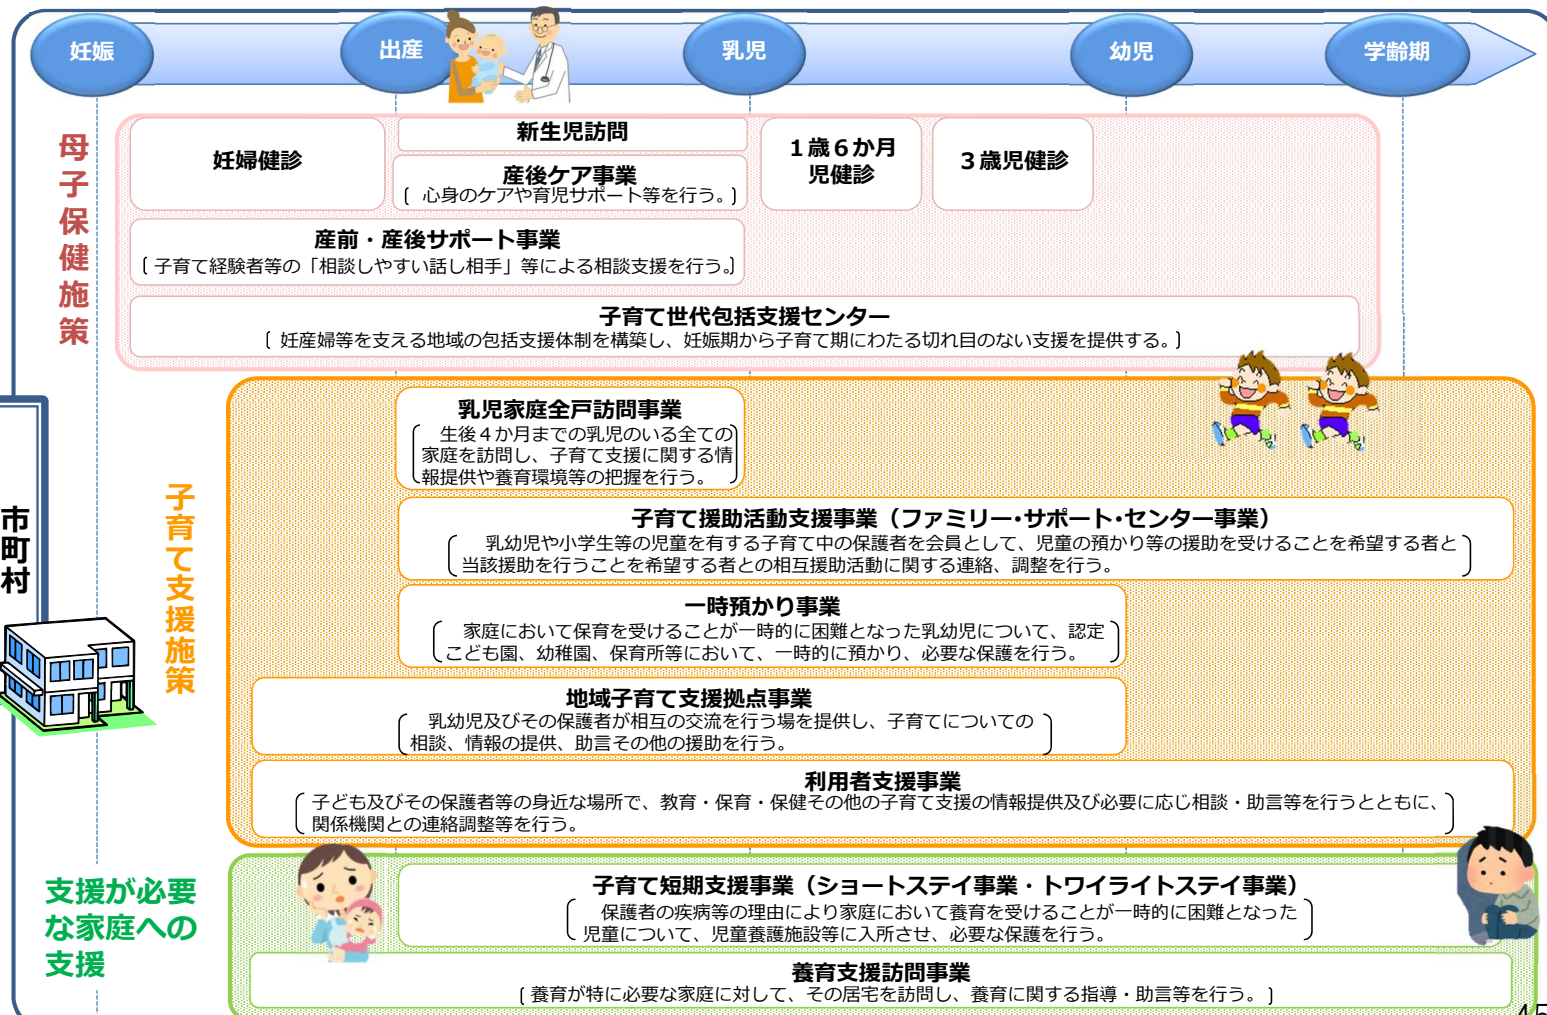 妊娠
出産
乳児
幼児
学齢期
母子保健施策
妊婦健診
新生児訪問
産後ケア事業
〔　心身のケアや育児サポート等を行う。〕
１歳６か月
児健診
３歳児健診
産前・産後サポート事業
〔 子育て経験者等の「相談しやすい話し相手」等による相談支援を行う。〕
子育て世代包括支援センター
〔 妊産婦等を支える地域の包括支援体制を構築し、妊娠期から子育て期にわたる切れ目のない支援を提供する。〕
市町村
子育て支援施策
乳児家庭全戸訪問事業
生後４か月までの乳児のいる全ての
家庭を訪問し、子育て支援に関する情
報提供や養育環境等の把握を行う。
子育て援助活動支援事業（ファミリー・サポート・センター事業）
乳幼児や小学生等の児童を有する子育て中の保護者を会員として、児童の預かり等の援助を受けることを希望する者と
当該援助を行うことを希望する者との相互援助活動に関する連絡、調整を行う。
一時預かり事業
家庭において保育を受けることが一時的に困難となった乳幼児について、認定
こども園、幼稚園、保育所等において、一時的に預かり、必要な保護を行う。
地域子育て支援拠点事業
乳幼児及びその保護者が相互の交流を行う場を提供し、子育てについての
相談、情報の提供、助言その他の援助を行う。
利用者支援事業
子ども及びその保護者等の身近な場所で、教育・保育・保健その他の子育て支援の情報提供及び必要に応じ相談・助言等を行うとともに、
関係機関との連絡調整等を行う。
支援が必要
な家庭への
支援
子育て短期支援事業（ショートステイ事業・トワイライトステイ事業）
保護者の疾病等の理由により家庭において養育を受けることが一時的に困難となった
児童について、児童養護施設等に入所させ、必要な保護を行う。
養育支援訪問事業
〔 養育が特に必要な家庭に対して、その居宅を訪問し、養育に関する指導・助言等を行う。〕
45